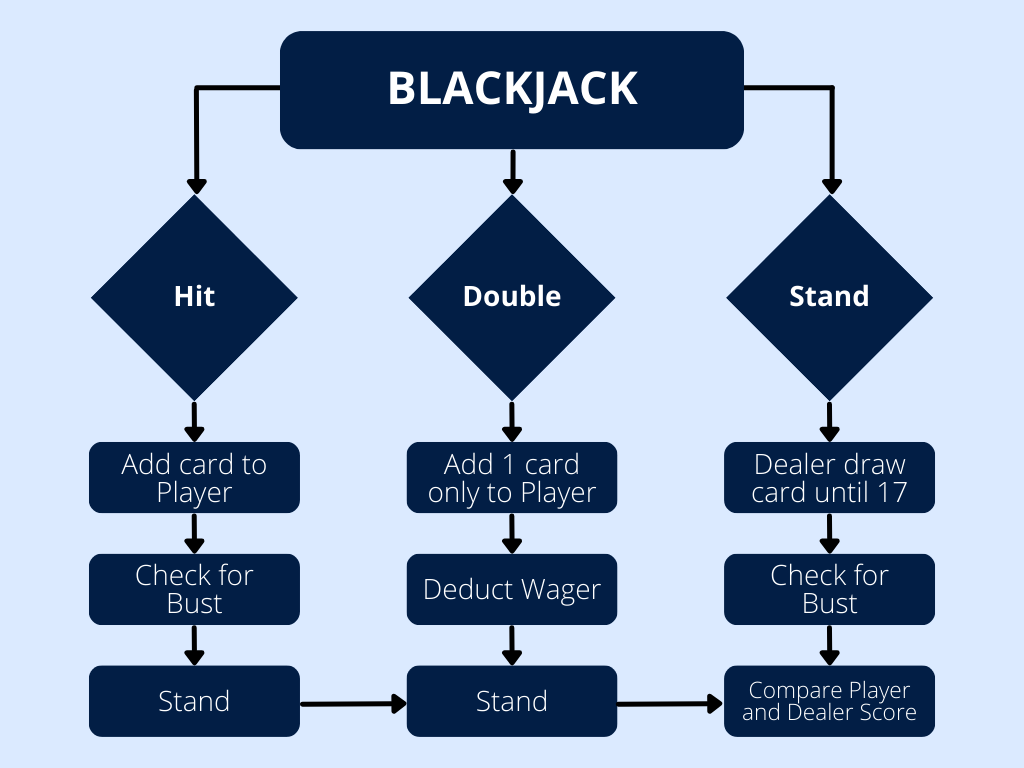 BLACKJACK
Hit
Double
Stand
Add card to
Player
Add 1 card
only to Player
Dealer draw
card until 17
Check for
Bust
Deduct Wager
Check for
Bust
Stand
Stand
Compare Player
and Dealer Score